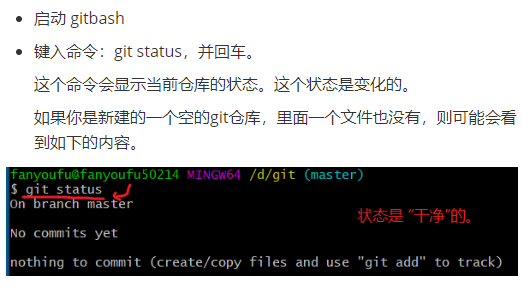 启动 gitbash
键入命令：git status，并回车。
这个命令会显示当前仓库的状态。这个状态是变化的。
如果你是新建的一个空的git仓库，里面一个文件也没有，则可能会看
到如下的内容。
fanyoufu@fanyoufu50214 MINGW64 /d/git (master)
$ git status
On branch master
状态是 “干净”的。
No commits yet
nothing to commit (create/copy files and use "git add" to track)